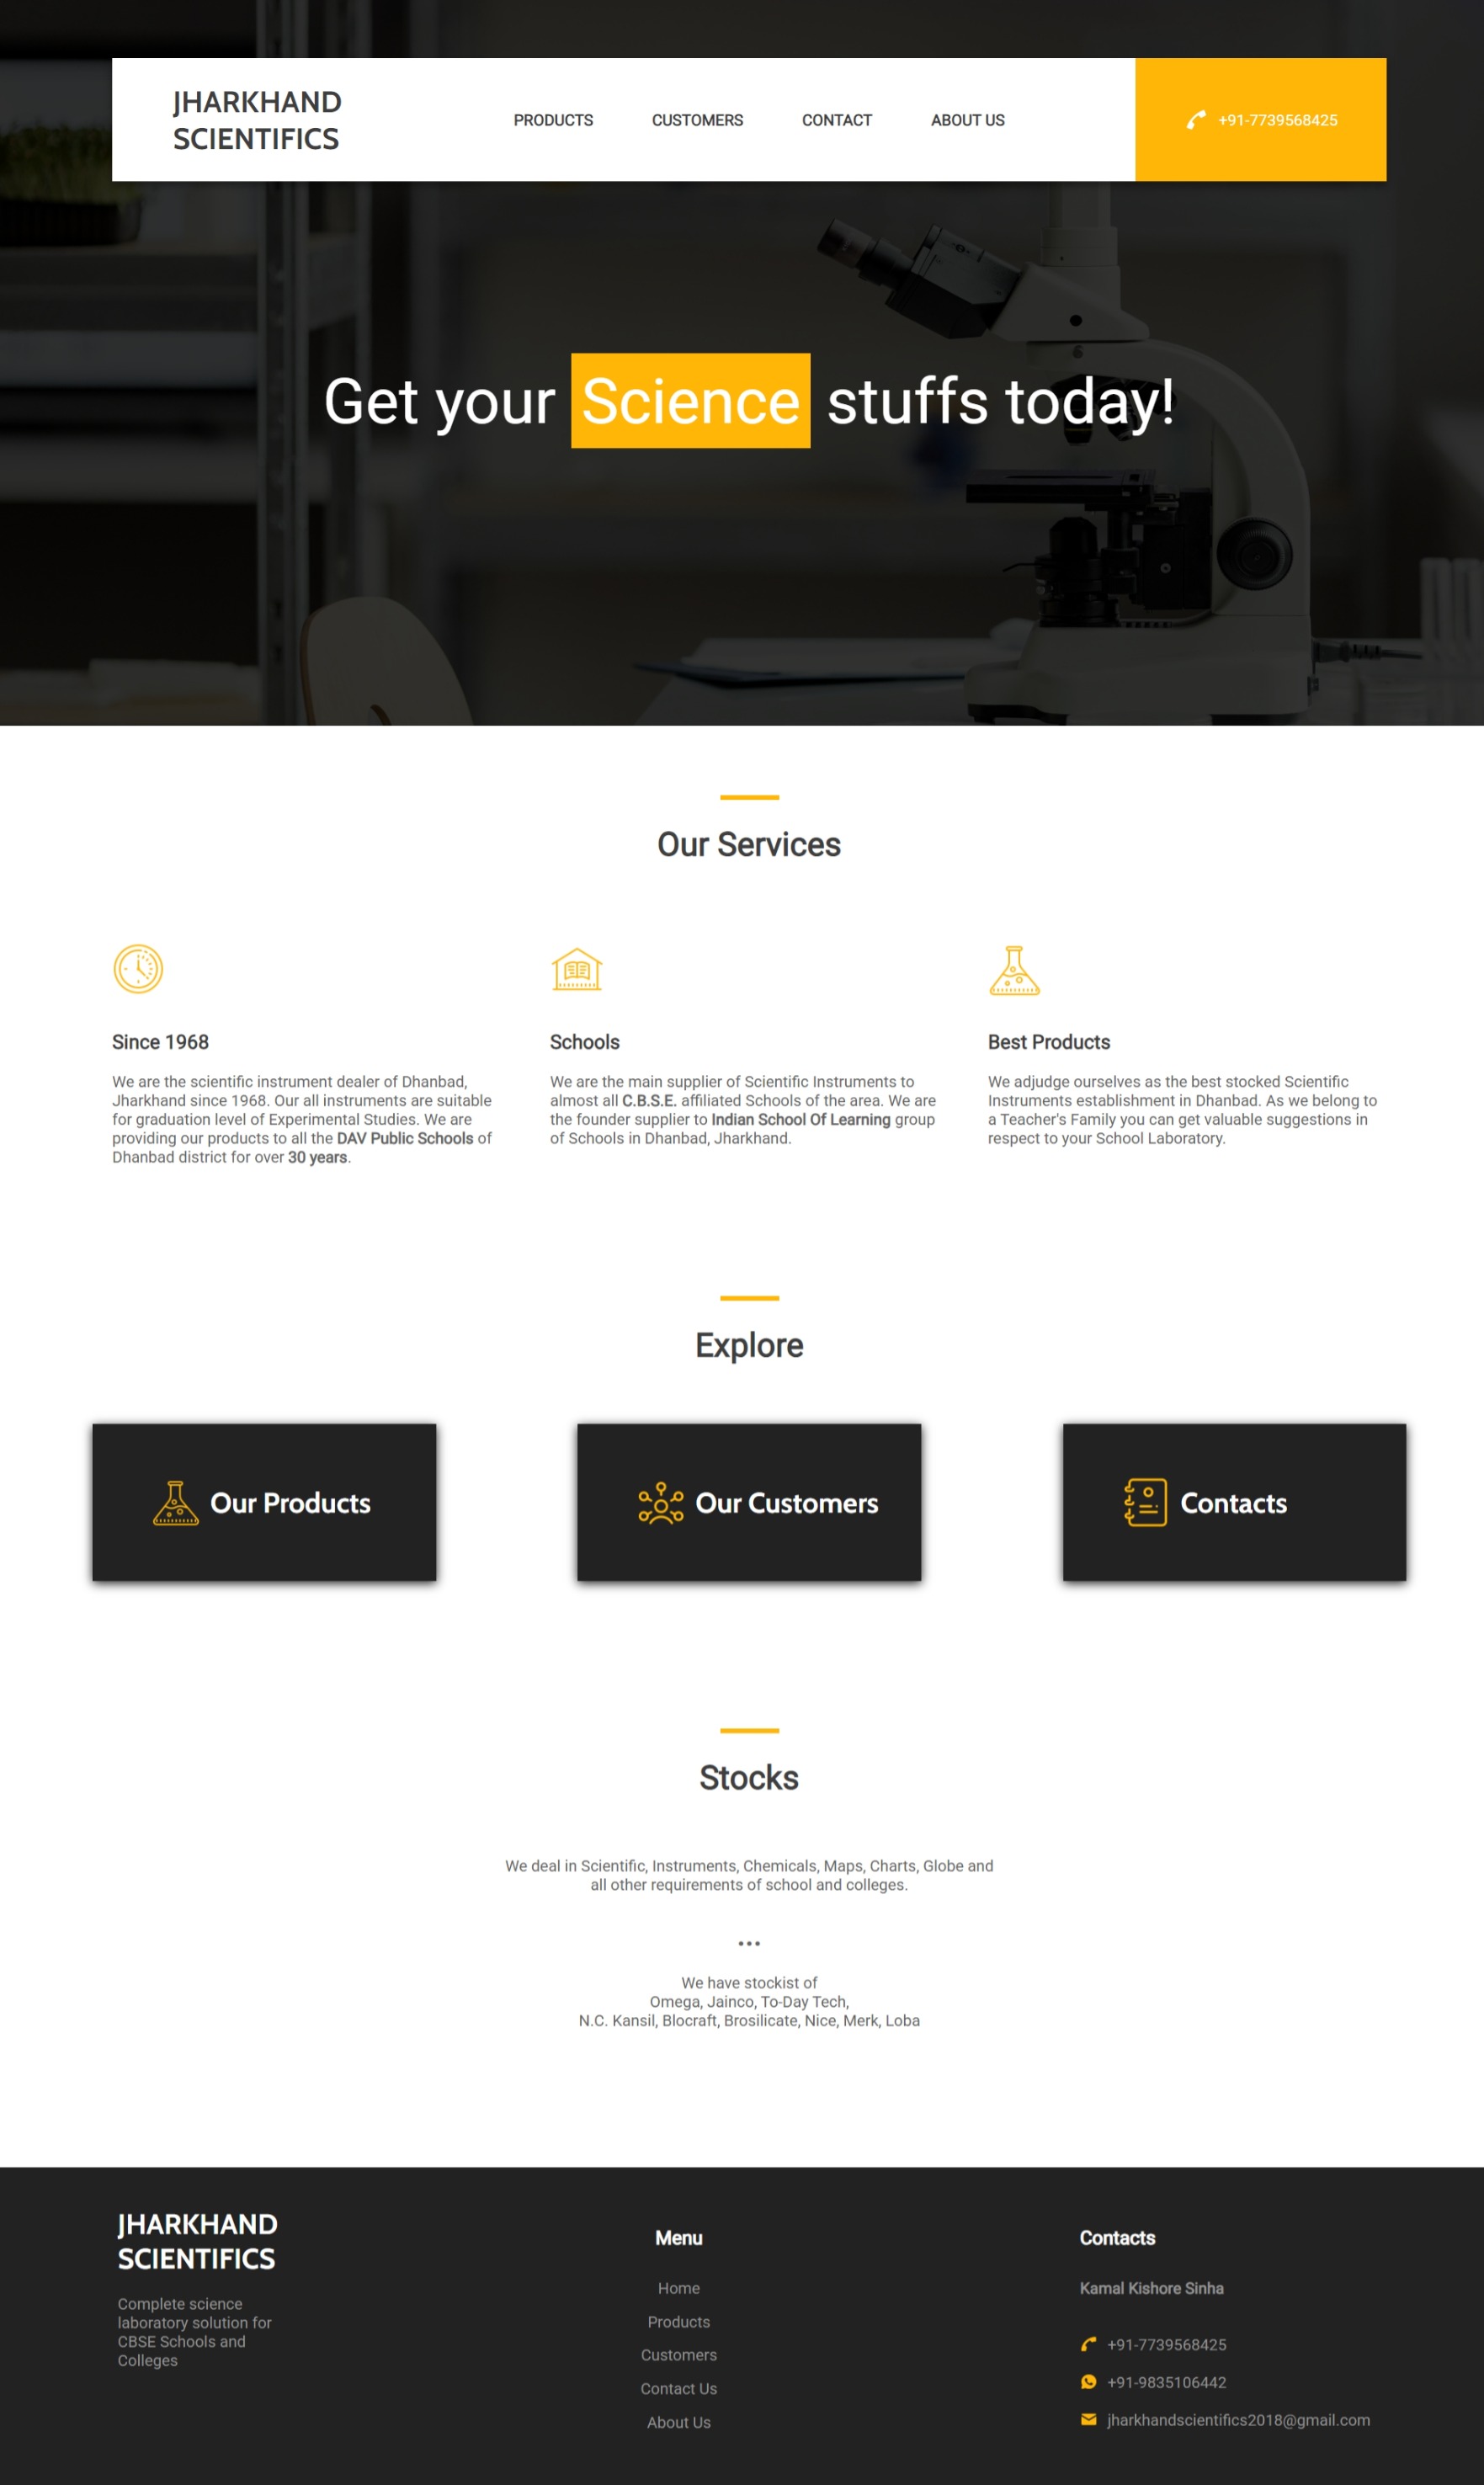 JHARKHAND
SCIENTIFICS
PRODUCTS
CUSTOMERS
CONTACT
ABOUT US
+91-7739568425
Get your Science stuffs today!
Our Services
Since 1968
We are the scientific instrument dealer of Dhanbad,
Jharkhand since 1968. Our all instruments are suitable
for graduation level of Experimental Studies. We are
providing our products to all the DAV Public Schools of
Dhanbad district for over 30 years.
Schools
We are the main supplier of Scientific Instruments to
almost all C.B.S.E. affiliated Schools of the area. We are
the founder supplier to Indian School Of Learning group
of Schools in Dhanbad, Jharkhand.
Best Products
We adjudge ourselves as the best stocked Scientific
Instruments establishment in Dhanbad. As we belong to
a Teacher's Family you can get valuable suggestions in
respect to your School Laboratory.
Explore
Our Products
Our Customers
Contacts
Stocks
We deal in Scientific, Instruments, Chemicals, Maps, Charts, Globe and
all other requirements of school and colleges.
•••
We have stockist of
Omega, Jainco, To-Day Tech,
N.C. Kansil, Blocraft, Brosilicate, Nice, Merk, Loba
JHARKHAND
SCIENTIFICS
Complete science
laboratory solution for
CBSE Schools and
Colleges
Menu
Home
Products
Customers
Contact Us
About Us
Contacts
Kamal Kishore Sinha
+91-7739568425
+91-9835106442
jharkhandscientifics2018@gmail.com